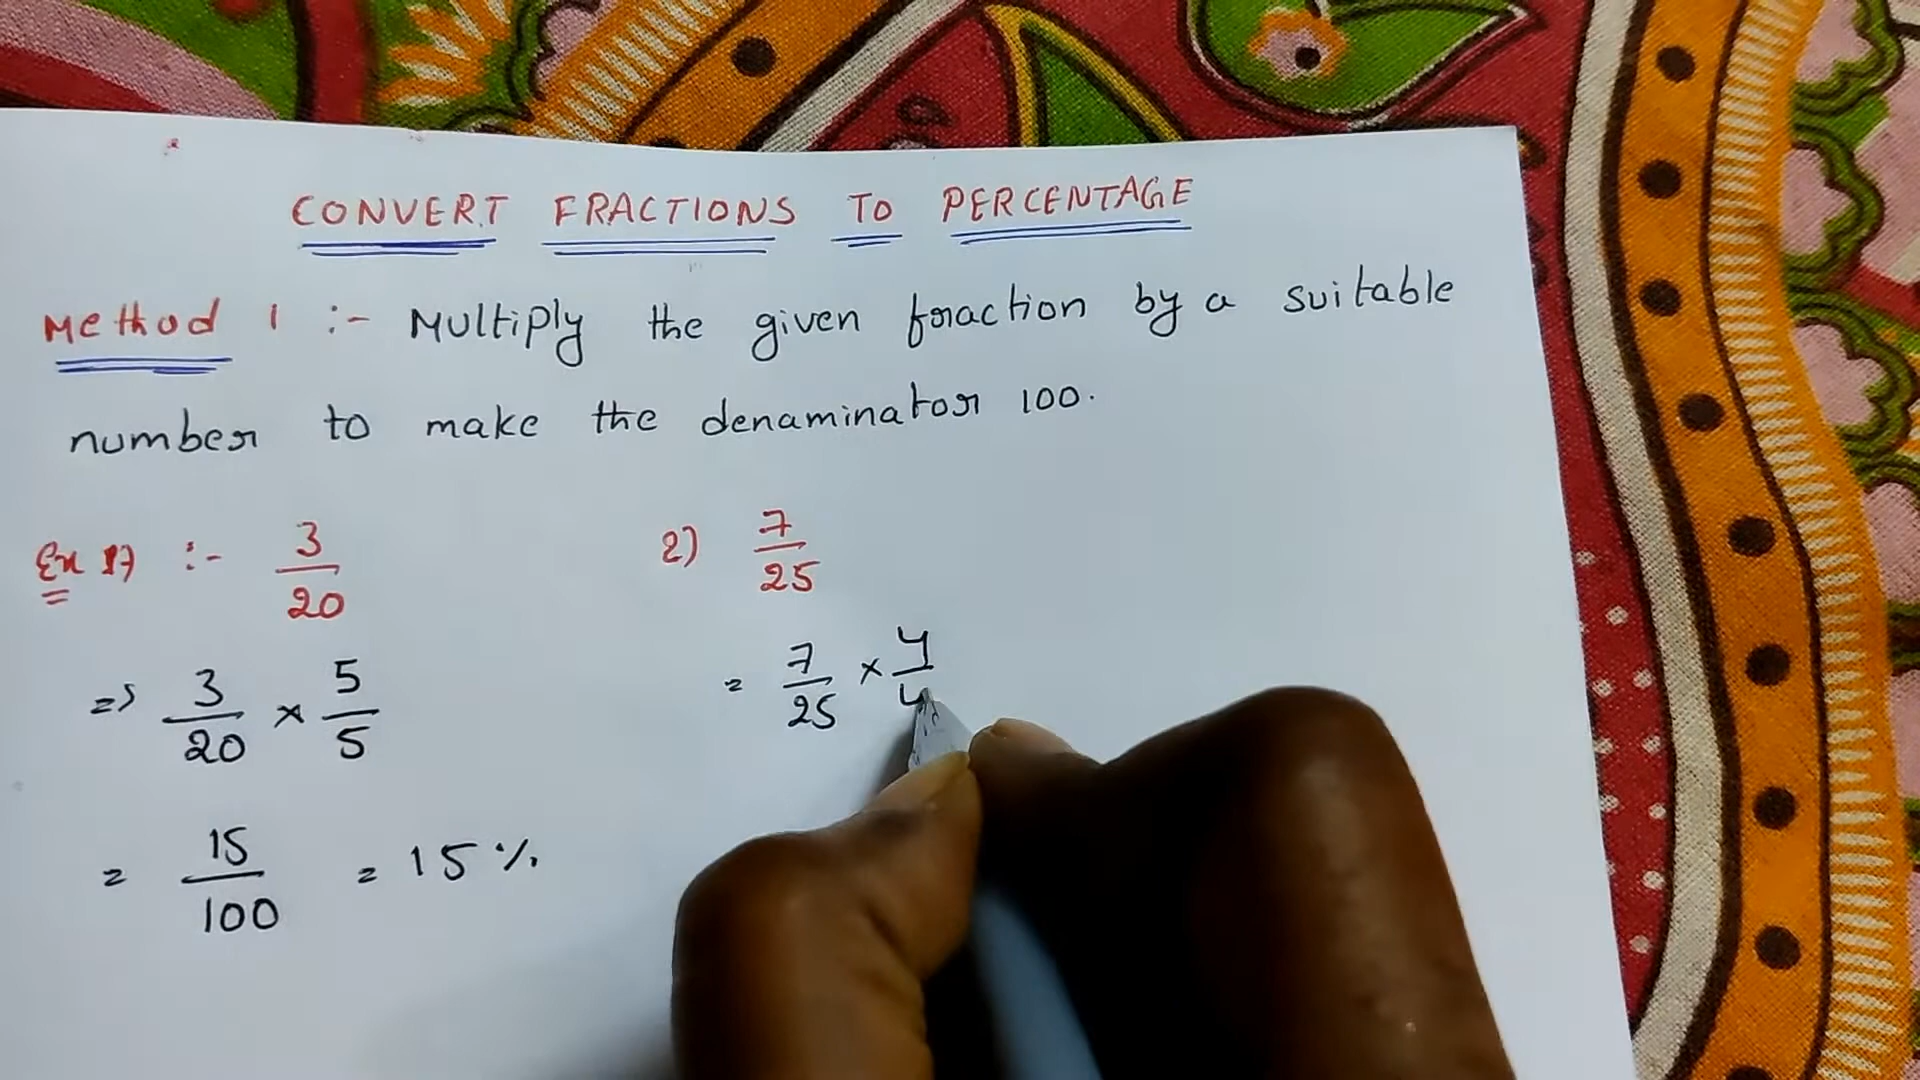 CONVERT FRACTIONS TO PERCENTAGE
Method 1 :- Multiply the given fraction by a suitable
number to make the denaminator 100.
Ex 1) :- 3/20
=> 3/20 × 5/5
= 15/100 = 15%
2) 7/25
= 7/25 × 4/4